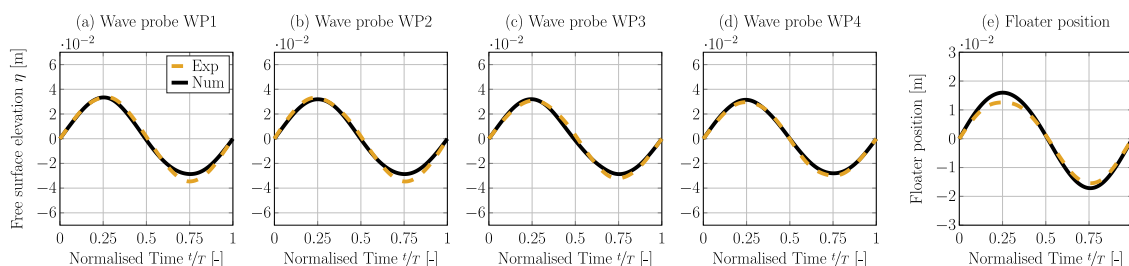 (a) Wave probe WP1
(b) Wave probe WP2
(c) Wave probe WP3
(d) Wave probe WP4
(e) Floater position
·10⁻²
·10⁻²
·10⁻²
·10⁻²
·10⁻²
Free surface elevation η [m]
6
4
2
0
−2
−4
−6
Exp
Num
0 0.25 0.5 0.75 1
Normalised Time t/T [-]
6
4
2
0
−2
−4
−6
0 0.25 0.5 0.75 1
Normalised Time t/T [-]
6
4
2
0
−2
−4
−6
0 0.25 0.5 0.75 1
Normalised Time t/T [-]
6
4
2
0
−2
−4
−6
0 0.25 0.5 0.75 1
Normalised Time t/T [-]
Floater position [m]
3
2
1
0
−1
−2
−3
0 0.25 0.5 0.75 1
Normalised Time t/T [-]